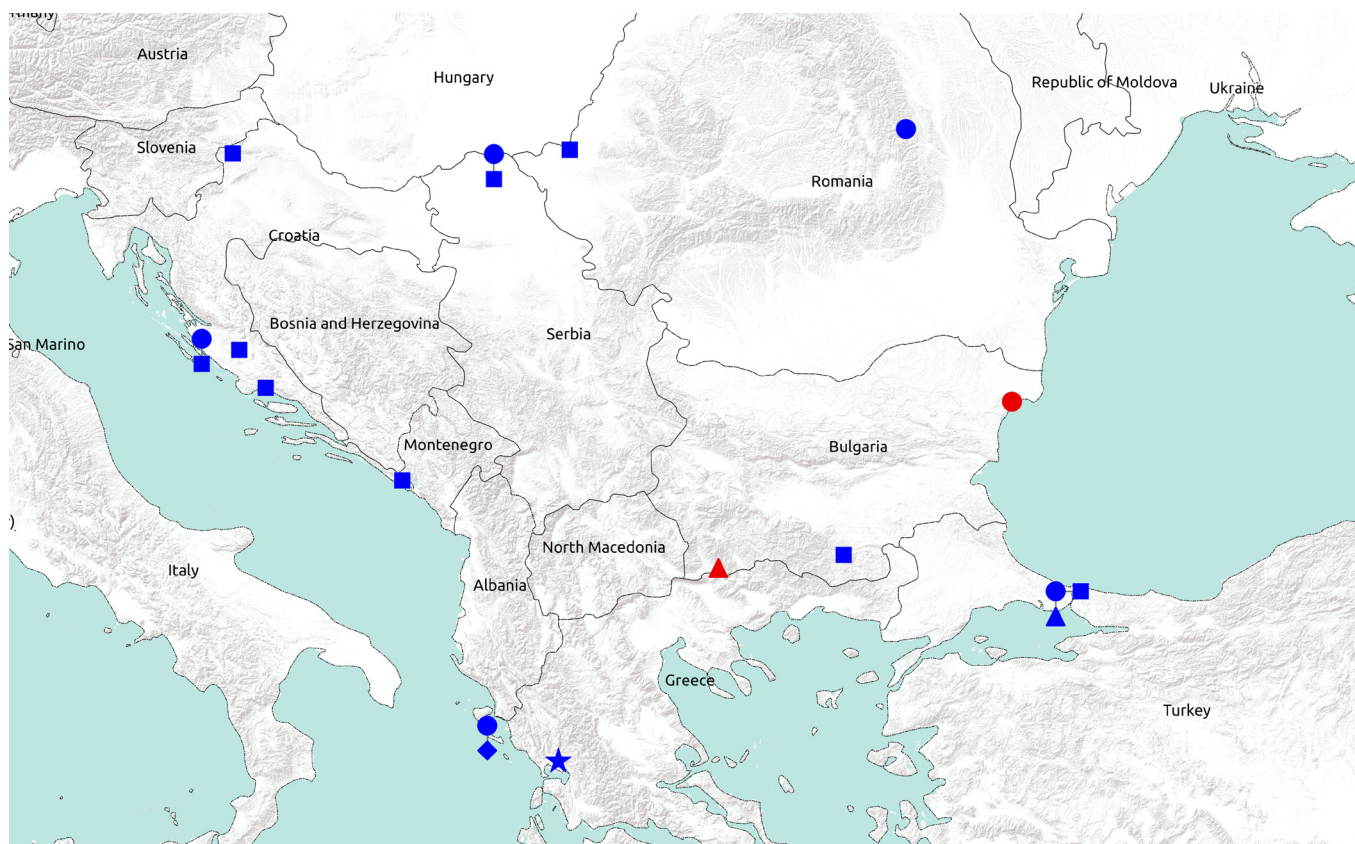 Austria
Hungary
Republic of Moldova
Ukraine
Slovenia
Romania
Croatia
Bosnia and Herzegovina
Serbia
San Marino
Montenegro
Bulgaria
North Macedonia
Italy
Albania
Greece
Turkey